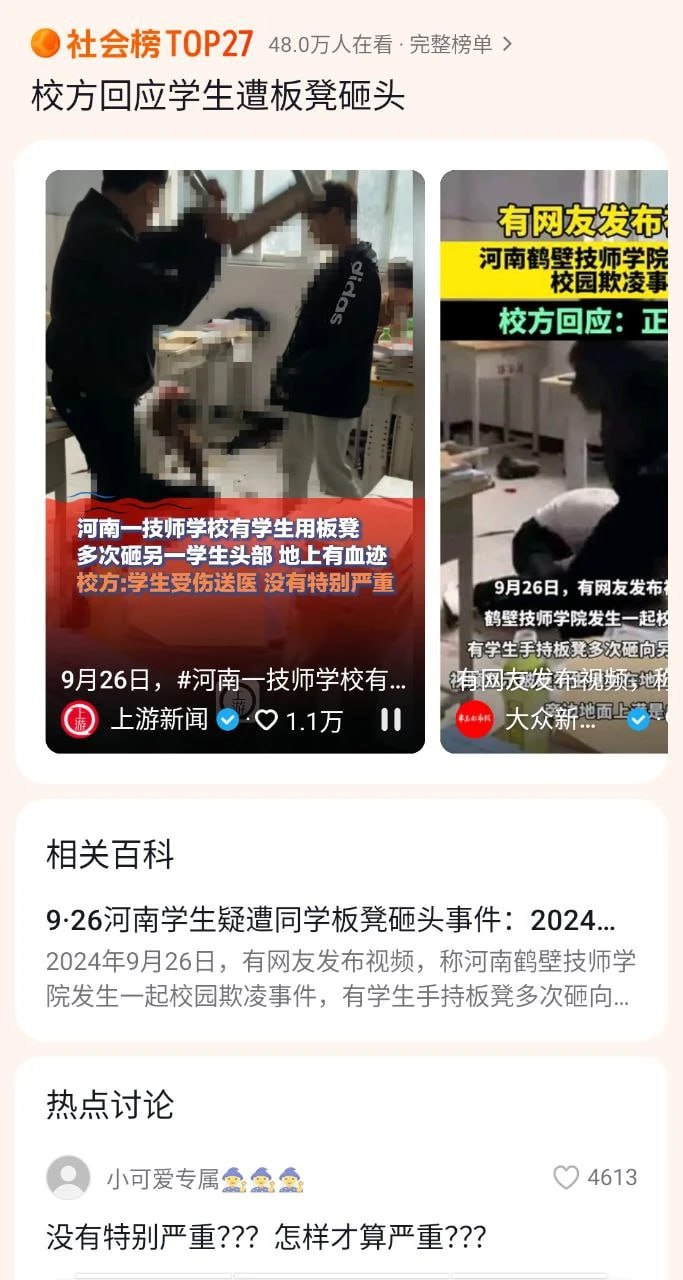 社会榜TOP27 48.0万人在看 · 完整榜单
校方回应学生遭板凳砸头
adidas
河南一技师学校有学生用板凳
多次砸另一学生头部 地上有血迹
校方:学生受伤送医 没有特别严重
9月26日，#河南一技师学校有...
上游新闻 · 1.1万
有网友发布
河南鹤壁技师学院
校园欺凌事
校方回应：正
9月26日，有网友发布
鹤壁技师学院发生一起校
有学生手持板凳多次砸向另
有网友发布视频，称
大众新...
相关百科
9·26河南学生疑遭同学板凳砸头事件：2024...
2024年9月26日，有网友发布视频，称河南鹤壁技师学
院发生一起校园欺凌事件，有学生手持板凳多次砸向...
热点讨论
小可爱专属 4613
没有特别严重???  怎样才算严重???